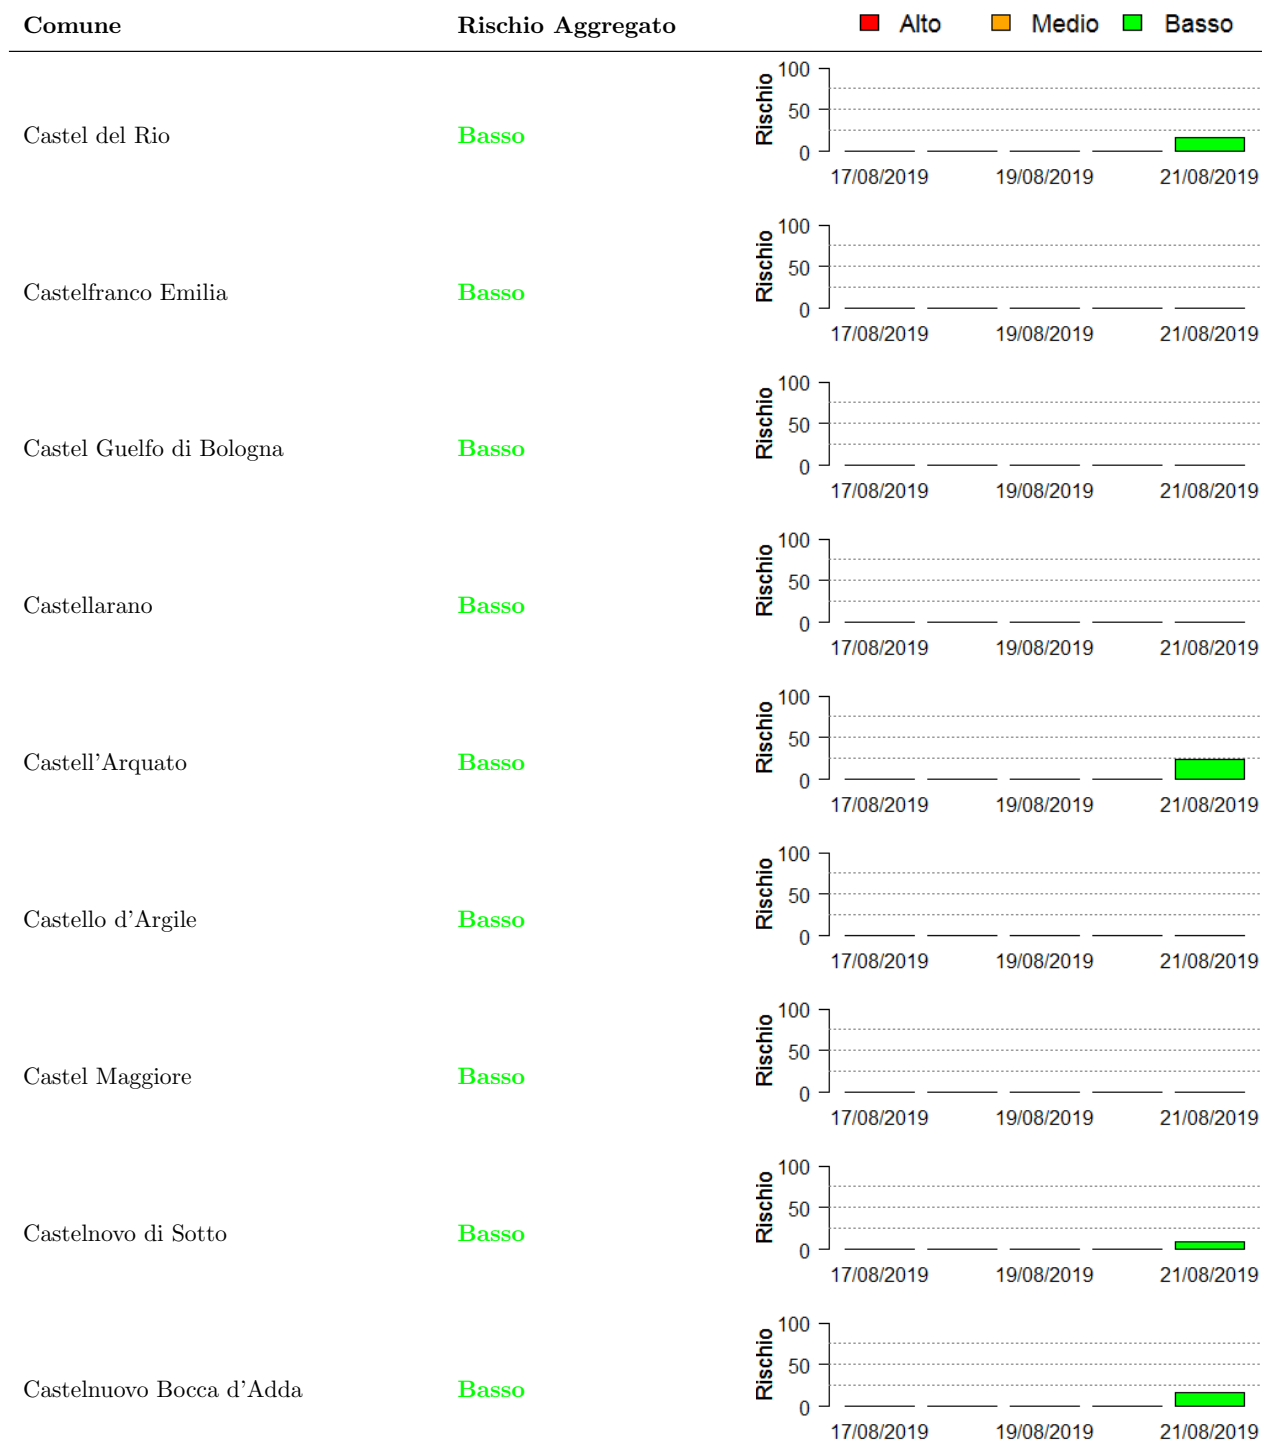 Comune Rischio Aggregato Alto Medio Basso
100
50
0
Rischio
Castel del Rio Basso
17/08/2019 19/08/2019 21/08/2019
100
50
0
Rischio
Castelfranco Emilia Basso
17/08/2019 19/08/2019 21/08/2019
100
50
0
Rischio
Castel Guelfo di Bologna Basso
17/08/2019 19/08/2019 21/08/2019
100
50
0
Rischio
Castellarano Basso
17/08/2019 19/08/2019 21/08/2019
100
50
0
Rischio
Castell'Arquato Basso
17/08/2019 19/08/2019 21/08/2019
100
50
0
Rischio
Castello d'Argile Basso
17/08/2019 19/08/2019 21/08/2019
100
50
0
Rischio
Castel Maggiore Basso
17/08/2019 19/08/2019 21/08/2019
100
50
0
Rischio
Castelnovo di Sotto Basso
17/08/2019 19/08/2019 21/08/2019
100
50
0
Rischio
Castelnuovo Bocca d'Adda Basso
17/08/2019 19/08/2019 21/08/2019